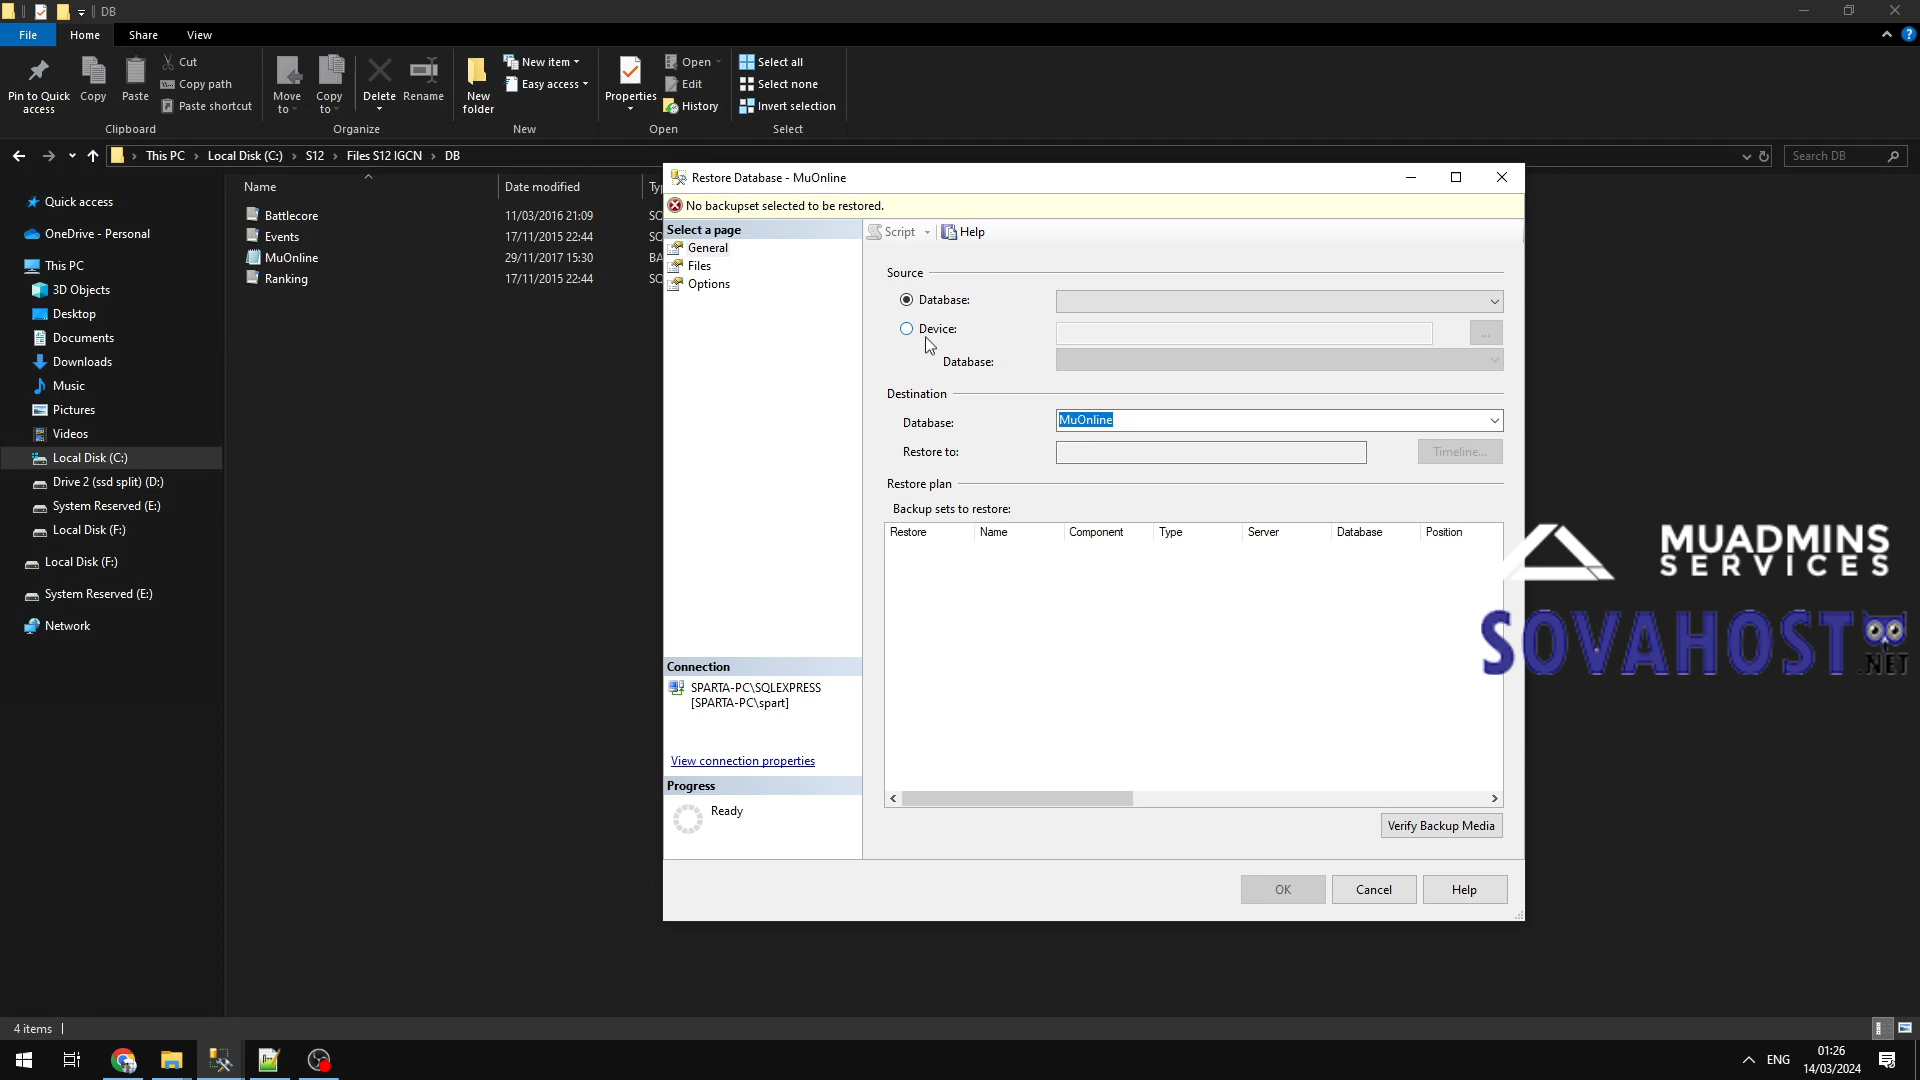 DB
File
Home
Share
View
Pin to Quick access
Copy
Paste
Cut
Copy path
Paste shortcut
Move to
Copy to
Delete
Rename
New folder
New item
Easy access
Properties
Open
Edit
History
Select all
Select none
Invert selection
Clipboard
Organize
New
Open
Select
This PC
Local Disk (C:)
S12
Files S12 IGCN
DB
Search DB
Name
Date modified
Ty
Battlecore 11/03/2016 21:09 SC
Events 17/11/2015 22:44 SC
MuOnline 29/11/2017 15:30 BA
Ranking 17/11/2015 22:44 SC
Quick access
OneDrive - Personal
This PC
3D Objects
Desktop
Documents
Downloads
Music
Pictures
Videos
Local Disk (C:)
Drive 2 (ssd split) (D:)
System Reserved (E:)
Local Disk (F:)
Local Disk (F:)
System Reserved (E:)
Network
Restore Database - MuOnline
No backupset selected to be restored.
Select a page
General
Files
Options
Script
Help
Source
Database:
Device:
...
Database:
Destination
Database: MuOnline
Restore to:
Timeline...
Restore plan
Backup sets to restore:
Restore Name Component Type Server Database Position
Connection
SPARTA-PC\SQLEXPRESS
[SPARTA-PC\spart]
View connection properties
Progress
Ready
Verify Backup Media
OK
Cancel
Help
MUADMINS
SERVICES
SOVAHOST
.NET
4 items
ENG
01:26
14/03/2024